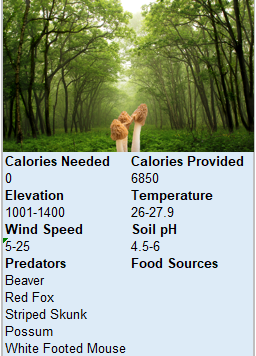 Calories Needed Calories Provided
0 6850
Elevation Temperature
1001-1400 26-27.9
Wind Speed Soil pH
5-25 4.5-6
Predators Food Sources
Beaver
Red Fox
Striped Skunk
Possum
White Footed Mouse